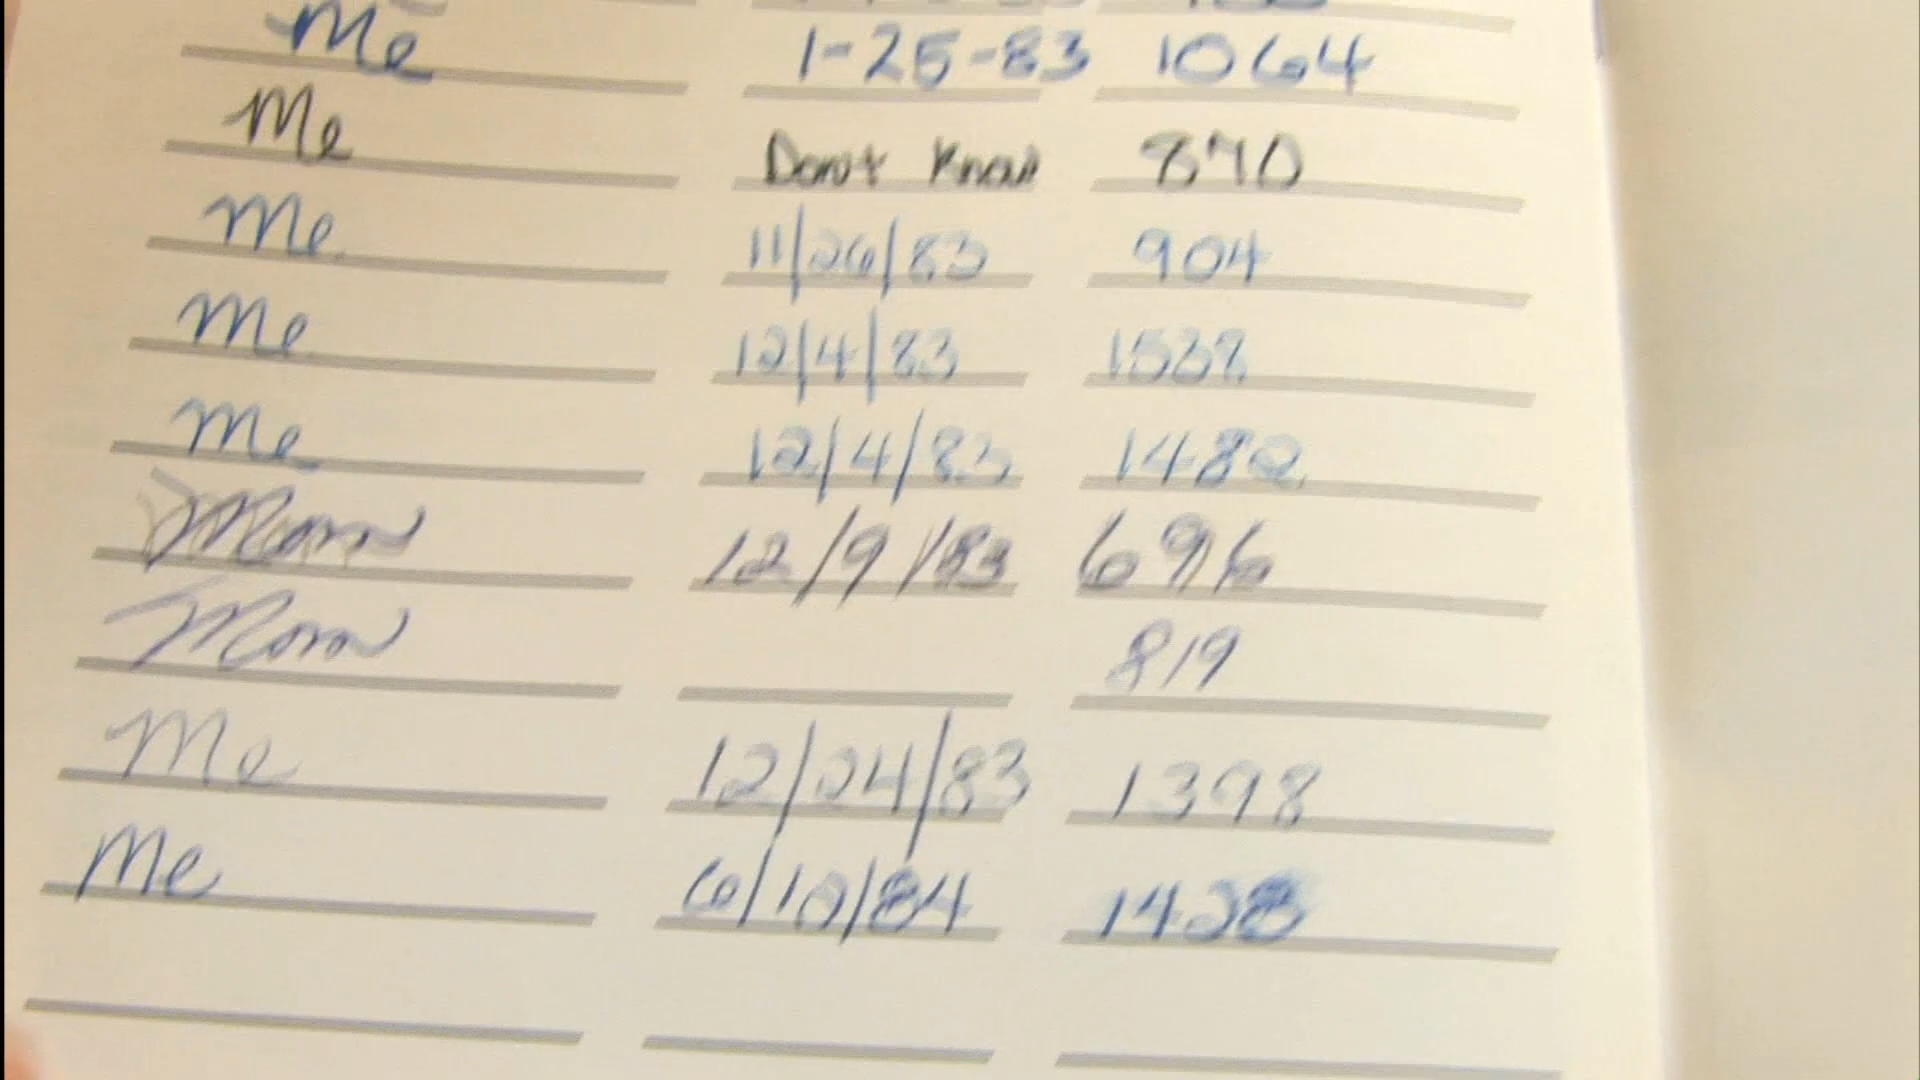 Me 1-25-83 1064
Me Don't Know 870
Me 11/26/83 904
Me 12/4/83 1538
Me 12/4/83 1482
Mom 12/9/83 696
Mom 819
Me 12/24/83 1398
Me 6/10/84 1428